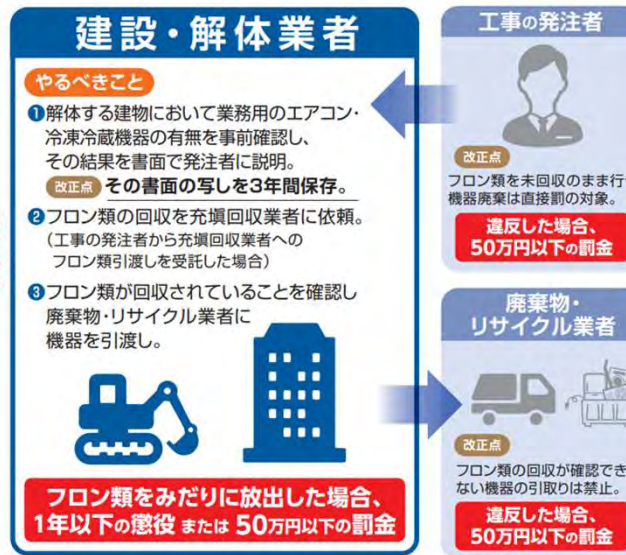 建設・解体業者
やるべきこと
❶解体する建物において業務用のエアコン・
冷凍冷蔵機器の有無を事前確認し、
その結果を書面で発注者に説明。
改正点 その書面の写しを3年間保存。
❷フロン類の回収を充塡回収業者に依頼。
（工事の発注者から充塡回収業者への
フロン類引渡しを受託した場合）
❸フロン類が回収されていることを確認し
廃棄物・リサイクル業者に
機器を引渡し。
フロン類をみだりに放出した場合、
1年以下の懲役 または 50万円以下の罰金
工事の発注者
改正点
フロン類を未回収のまま行
機器廃棄は直接罰の対象。
違反した場合、
50万円以下の罰金
廃棄物・
リサイクル業者
改正点
フロン類の回収が確認でき
ない機器の引取りは禁止。
違反した場合、
50万円以下の罰金